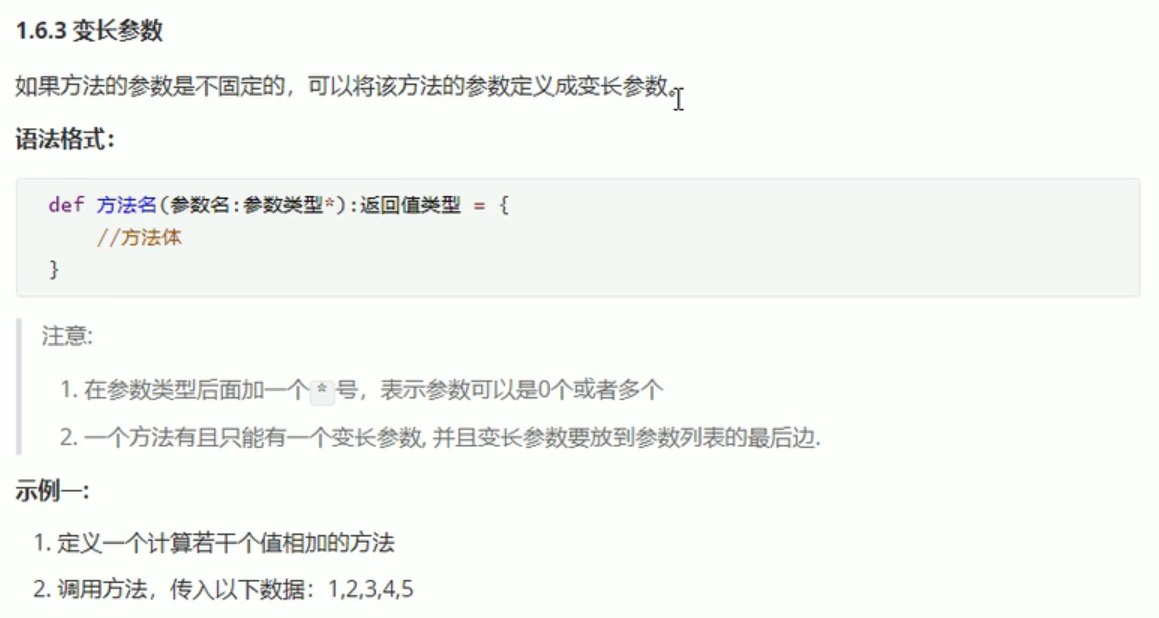 1.6.3 变长参数
如果方法的参数是不固定的，可以将该方法的参数定义成变长参数。
语法格式：
def 方法名(参数名:参数类型*):返回值类型 = {
    //方法体
}
注意:
1. 在参数类型后面加一个 * 号，表示参数可以是0个或者多个
2. 一个方法有且只能有一个变长参数, 并且变长参数要放到参数列表的最后边.
示例一:
1. 定义一个计算若干个值相加的方法
2. 调用方法，传入以下数据：1,2,3,4,5